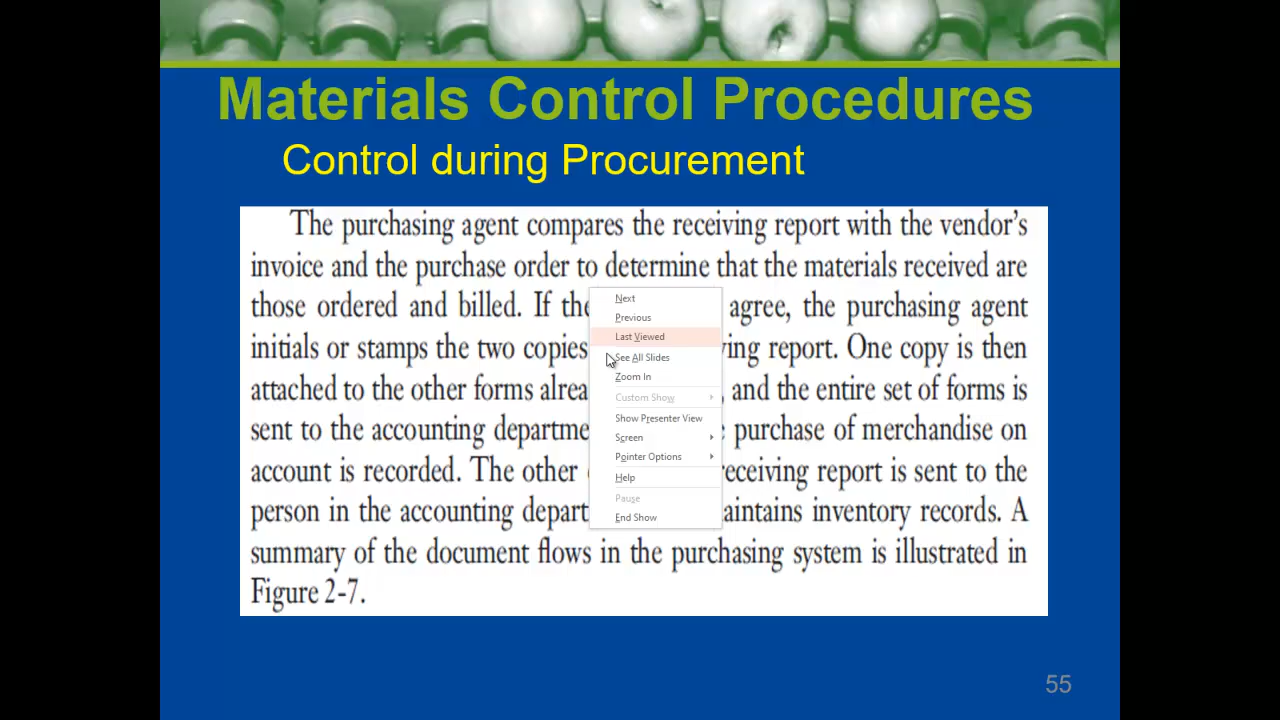 Materials Control Procedures
Control during Procurement
The purchasing agent compares the receiving report with the vendor's
invoice and the purchase order to determine that the materials received are
those ordered and billed. If the agree, the purchasing agent
initials or stamps the two copies ving report. One copy is then
attached to the other forms alrea , and the entire set of forms is
sent to the accounting departme purchase of merchandise on
account is recorded. The other receiving report is sent to the
person in the accounting depart aintains inventory records. A
summary of the document flows in the purchasing system is illustrated in
Figure 2-7.
Next
Previous
Last Viewed
See All Slides
Zoom In
Custom Show
Show Presenter View
Screen
Pointer Options
Help
Pause
End Show
55